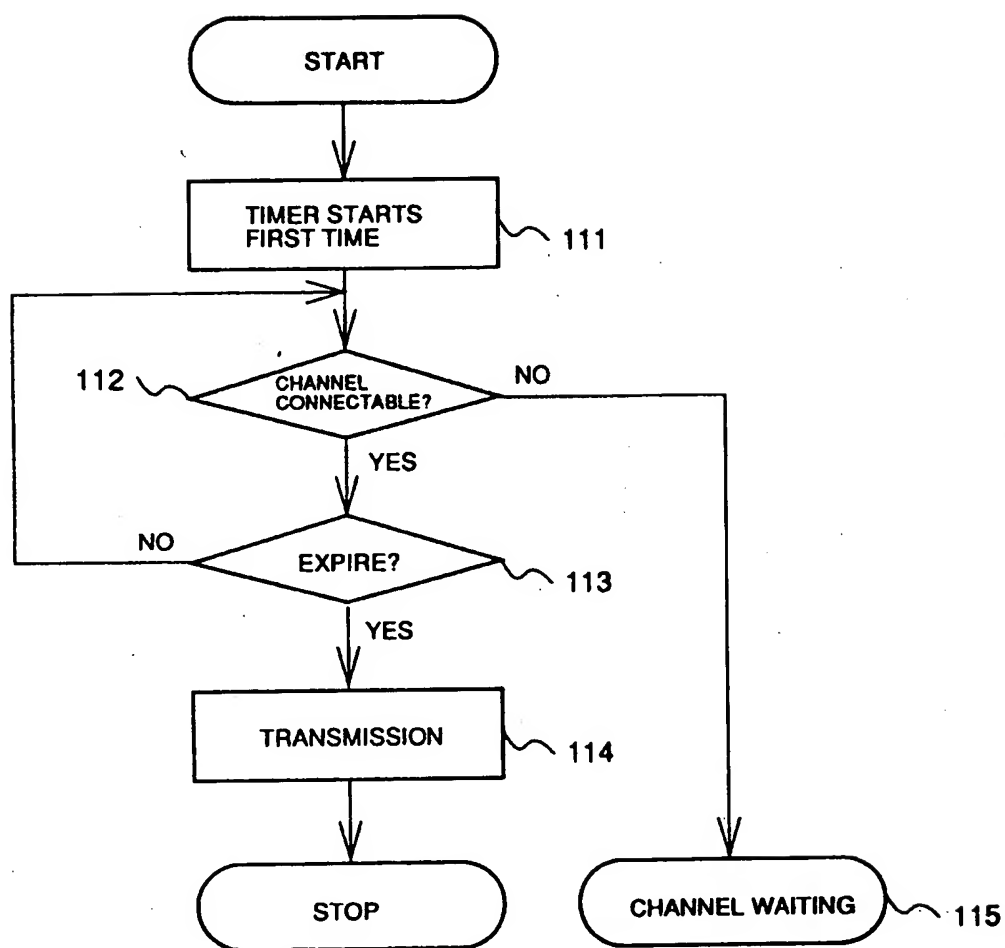 START
TIMER STARTS
FIRST TIME
111
112
CHANNEL
CONNECTABLE?
NO
YES
NO
EXPIRE?
113
YES
TRANSMISSION
114
STOP
CHANNEL WAITING
115